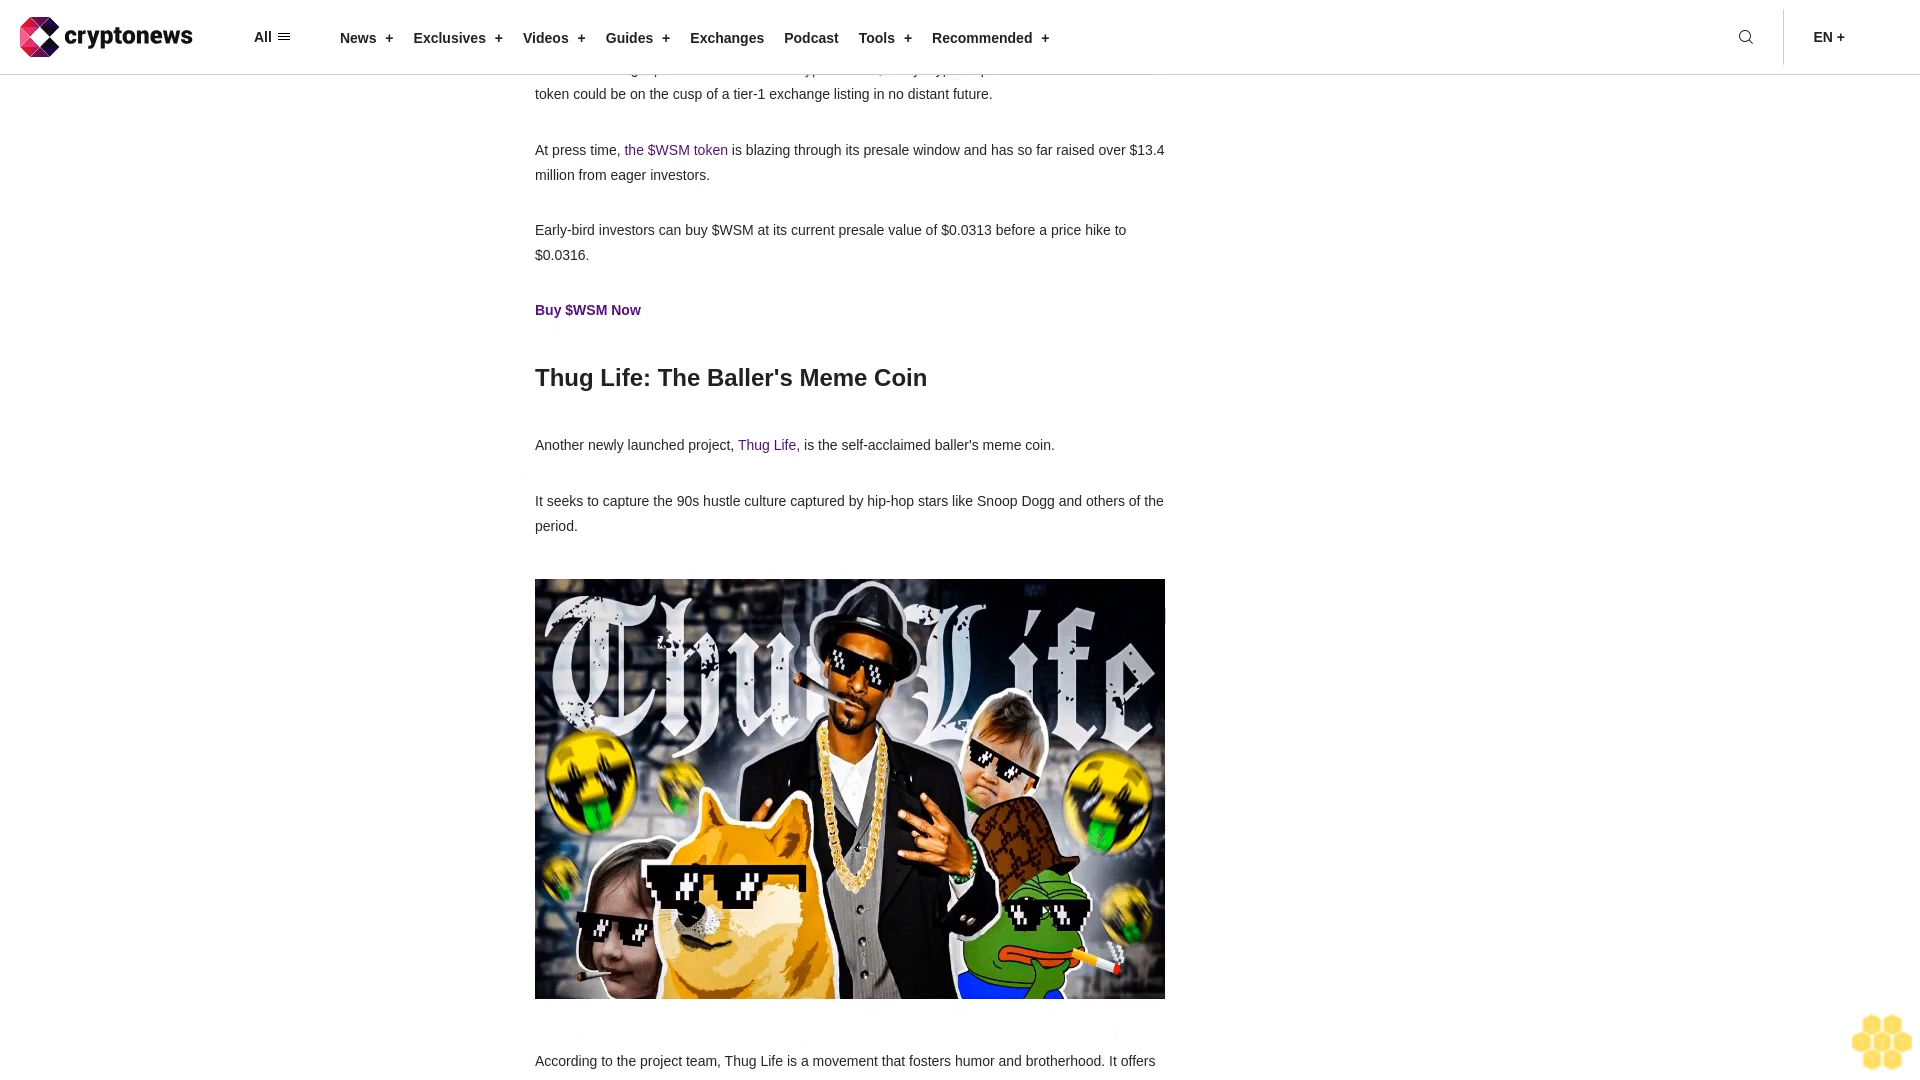 cryptonews
All
News + Exclusives + Videos + Guides + Exchanges Podcast Tools + Recommended +
EN +
token could be on the cusp of a tier-1 exchange listing in no distant future.
At press time, the $WSM token is blazing through its presale window and has so far raised over $13.4
million from eager investors.
Early-bird investors can buy $WSM at its current presale value of $0.0313 before a price hike to
$0.0316.
Buy $WSM Now
Thug Life: The Baller's Meme Coin
Another newly launched project, Thug Life, is the self-acclaimed baller's meme coin.
It seeks to capture the 90s hustle culture captured by hip-hop stars like Snoop Dogg and others of the
period.
Thu Life
According to the project team, Thug Life is a movement that fosters humor and brotherhood. It offers